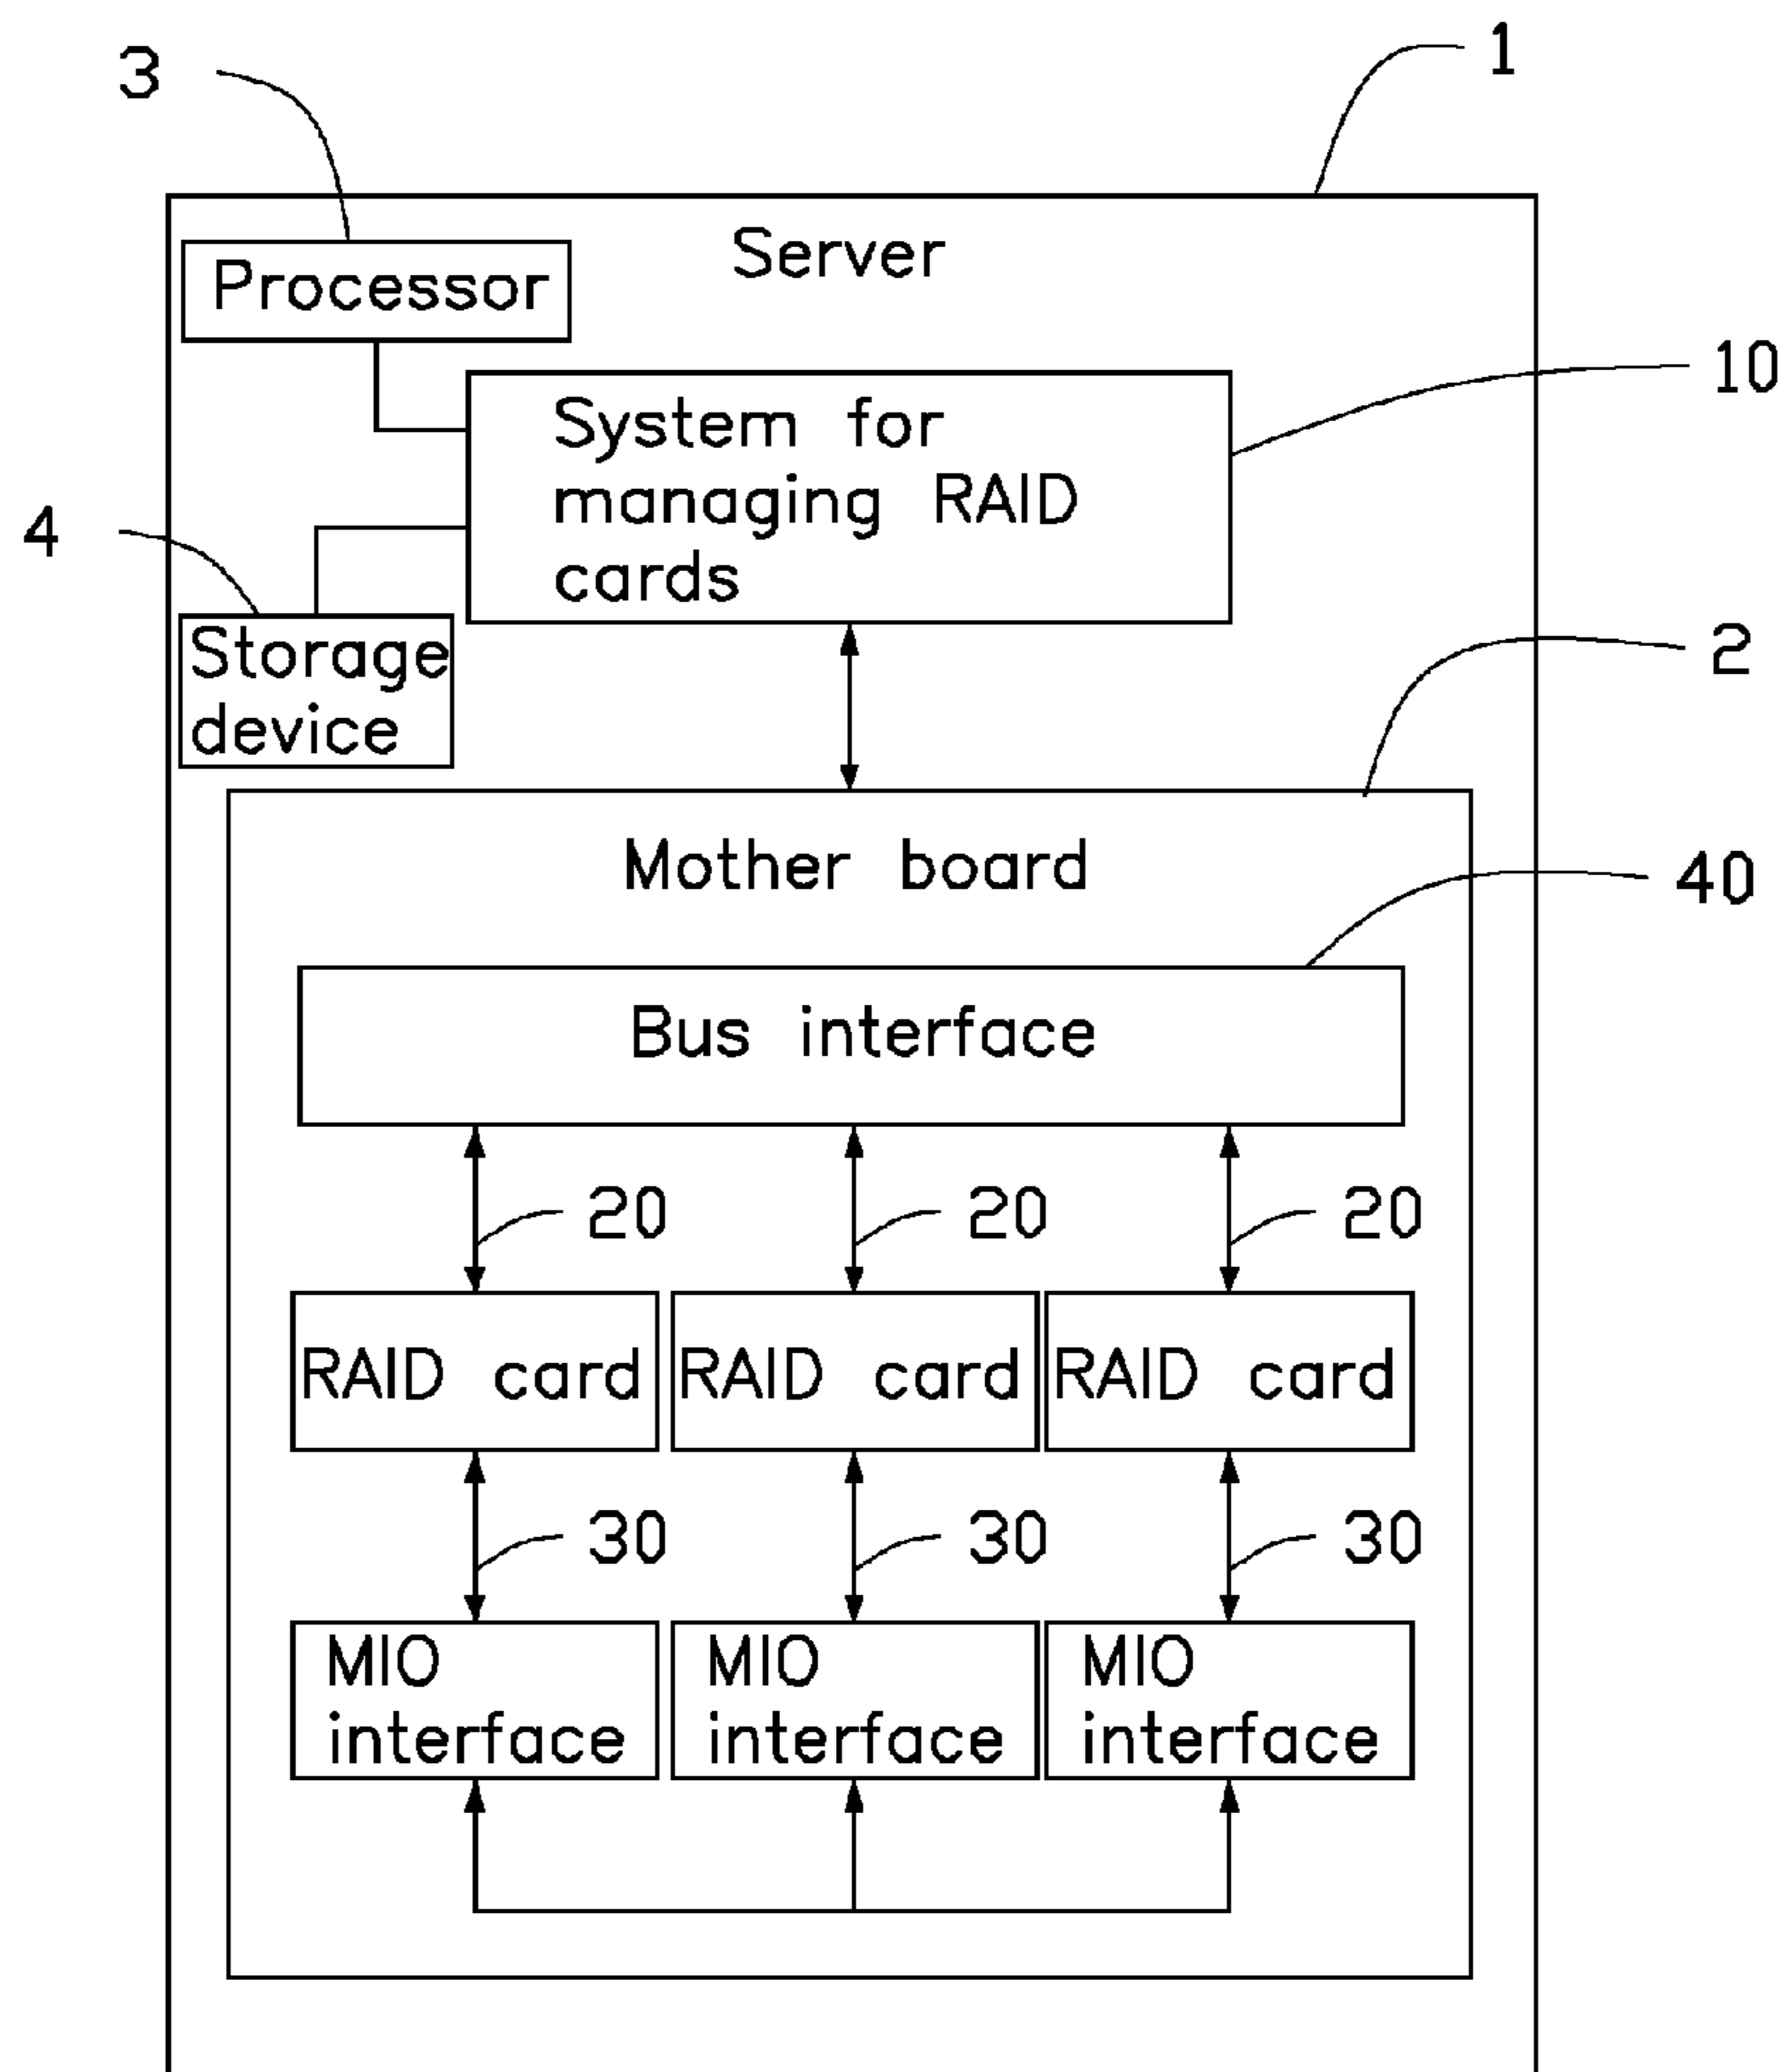 1
3
Server
Processor
10
System for
managing RAID
cards
4
2
Storage
device
Mother board
40
Bus interface
20 20 20
RAID card RAID card RAID card
30 30 30
MIO MIO MIO
interface interface interface